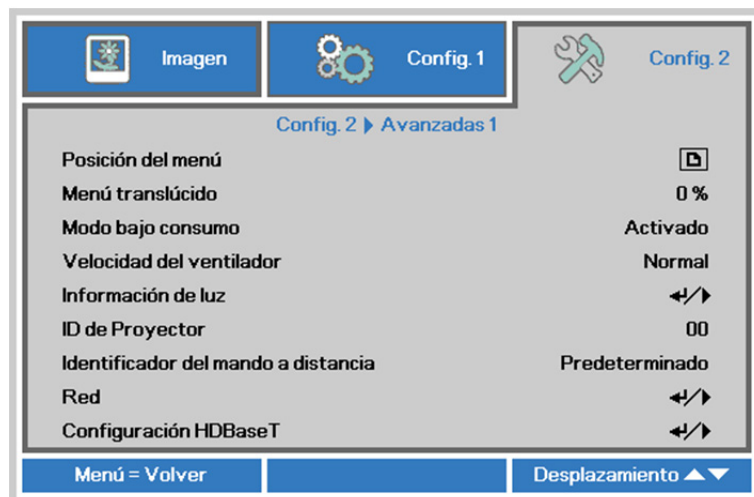 Imagen
Config. 1
Config. 2
Config. 2 ▶ Avanzadas 1
Posición del menú
Menú translúcido 0 %
Modo bajo consumo Activado
Velocidad del ventilador Normal
Información de luz ↵/▶
ID de Proyector 00
Identificador del mando a distancia Predeterminado
Red ↵/▶
Configuración HDBaseT ↵/▶
Menú = Volver
Desplazamiento ▲▼